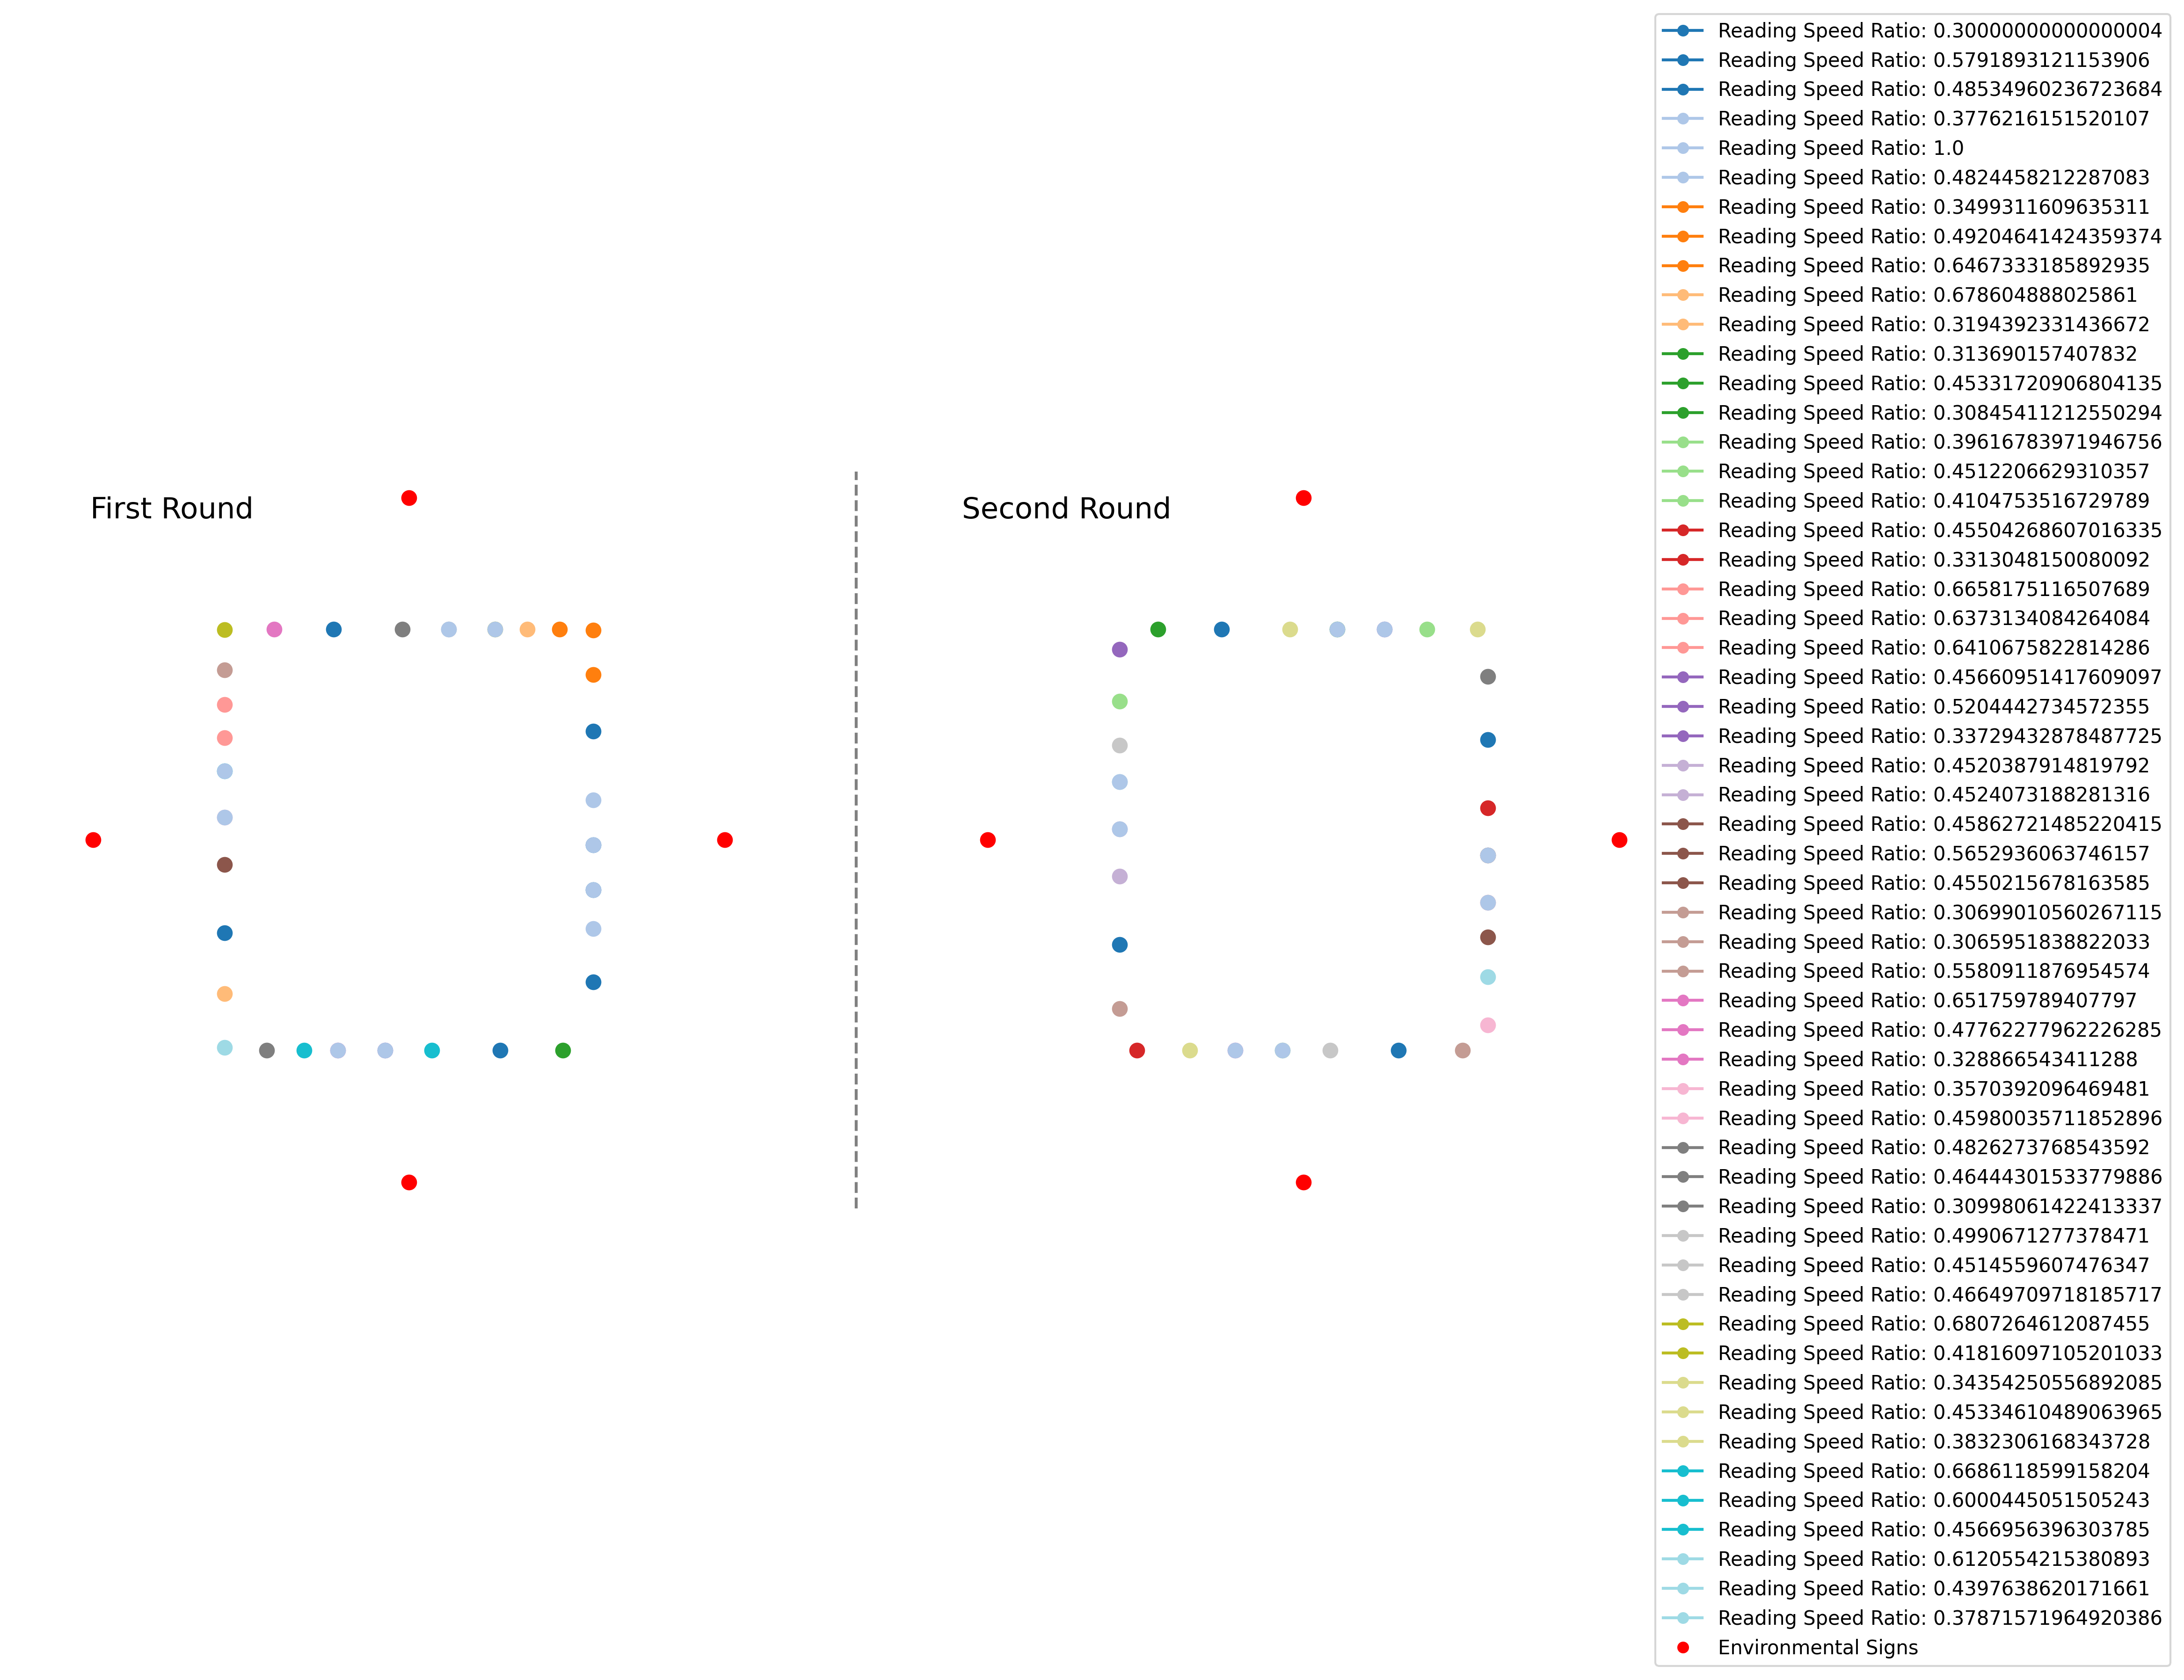 First Round
Second Round
Reading Speed Ratio: 0.30000000000000004
Reading Speed Ratio: 0.5791893121153906
Reading Speed Ratio: 0.48534960236723684
Reading Speed Ratio: 0.3776216151520107
Reading Speed Ratio: 1.0
Reading Speed Ratio: 0.4824458212287083
Reading Speed Ratio: 0.3499311609635311
Reading Speed Ratio: 0.49204641424359374
Reading Speed Ratio: 0.6467333185892935
Reading Speed Ratio: 0.678604888025861
Reading Speed Ratio: 0.3194392331436672
Reading Speed Ratio: 0.313690157407832
Reading Speed Ratio: 0.45331720906804135
Reading Speed Ratio: 0.30845411212550294
Reading Speed Ratio: 0.39616783971946756
Reading Speed Ratio: 0.4512206629310357
Reading Speed Ratio: 0.4104753516729789
Reading Speed Ratio: 0.45504268607016335
Reading Speed Ratio: 0.3313048150080092
Reading Speed Ratio: 0.6658175116507689
Reading Speed Ratio: 0.6373134084264084
Reading Speed Ratio: 0.6410675822814286
Reading Speed Ratio: 0.45660951417609097
Reading Speed Ratio: 0.5204442734572355
Reading Speed Ratio: 0.33729432878487725
Reading Speed Ratio: 0.4520387914819792
Reading Speed Ratio: 0.4524073188281316
Reading Speed Ratio: 0.45862721485220415
Reading Speed Ratio: 0.5652936063746157
Reading Speed Ratio: 0.4550215678163585
Reading Speed Ratio: 0.30699010560267115
Reading Speed Ratio: 0.3065951838822033
Reading Speed Ratio: 0.5580911876954574
Reading Speed Ratio: 0.651759789407797
Reading Speed Ratio: 0.47762277962226285
Reading Speed Ratio: 0.328866543411288
Reading Speed Ratio: 0.3570392096469481
Reading Speed Ratio: 0.45980035711852896
Reading Speed Ratio: 0.4826273768543592
Reading Speed Ratio: 0.46444301533779886
Reading Speed Ratio: 0.30998061422413337
Reading Speed Ratio: 0.4990671277378471
Reading Speed Ratio: 0.4514559607476347
Reading Speed Ratio: 0.46649709718185717
Reading Speed Ratio: 0.6807264612087455
Reading Speed Ratio: 0.41816097105201033
Reading Speed Ratio: 0.34354250556892085
Reading Speed Ratio: 0.45334610489063965
Reading Speed Ratio: 0.3832306168343728
Reading Speed Ratio: 0.6686118599158204
Reading Speed Ratio: 0.6000445051505243
Reading Speed Ratio: 0.4566956396303785
Reading Speed Ratio: 0.6120554215380893
Reading Speed Ratio: 0.4397638620171661
Reading Speed Ratio: 0.37871571964920386
Environmental Signs